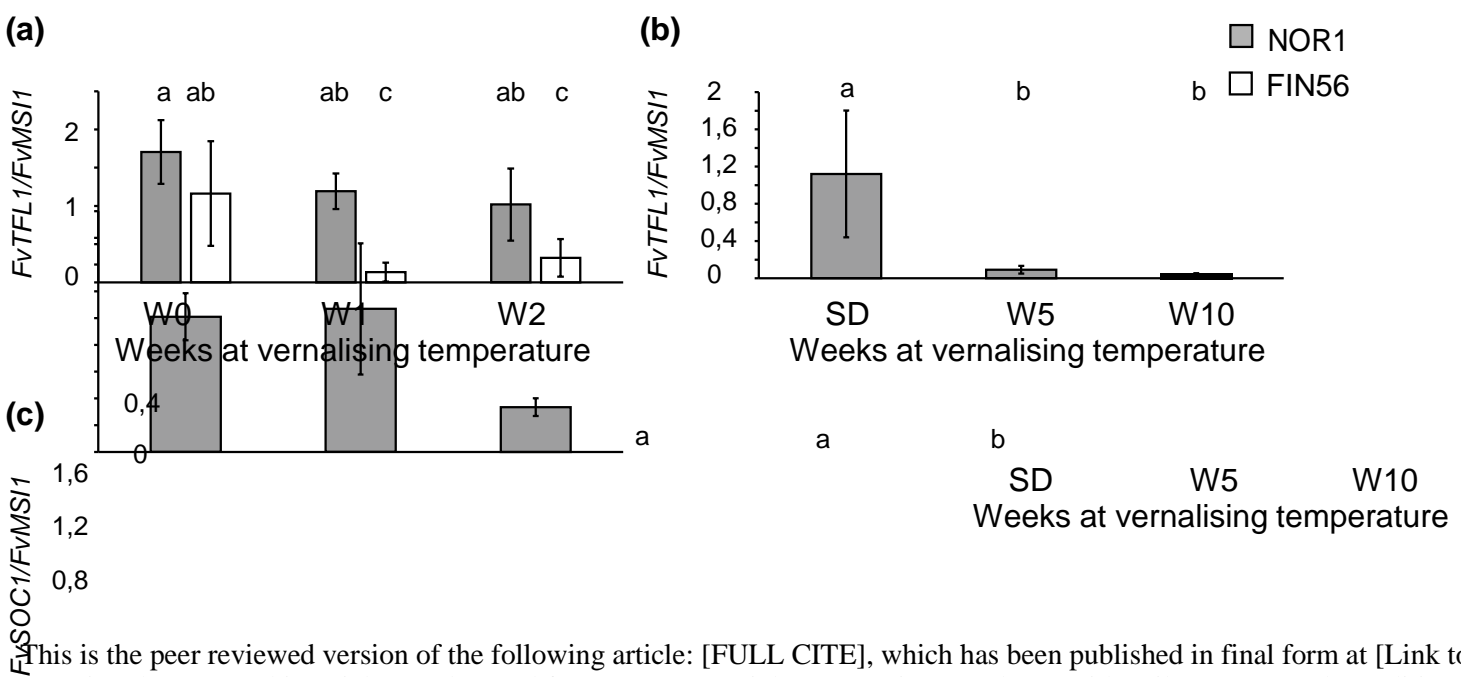 (a)
(b)
NOR1
FIN56
FvTFL1/FvMSI1
2
1
0
a ab ab c ab c
W0 W1 W2
Weeks at vernalising temperature
FvTFL1/FvMSI1
2
1,6
1,2
0,8
0,4
0
a b b
SD W5 W10
Weeks at vernalising temperature
(c)
FvSOC1/FvMSI1
0,4
0
1,6
1,2
0,8
a a b
SD W5 W10
Weeks at vernalising temperature
This is the peer reviewed version of the following article: [FULL CITE], which has been published in final form at [Link to